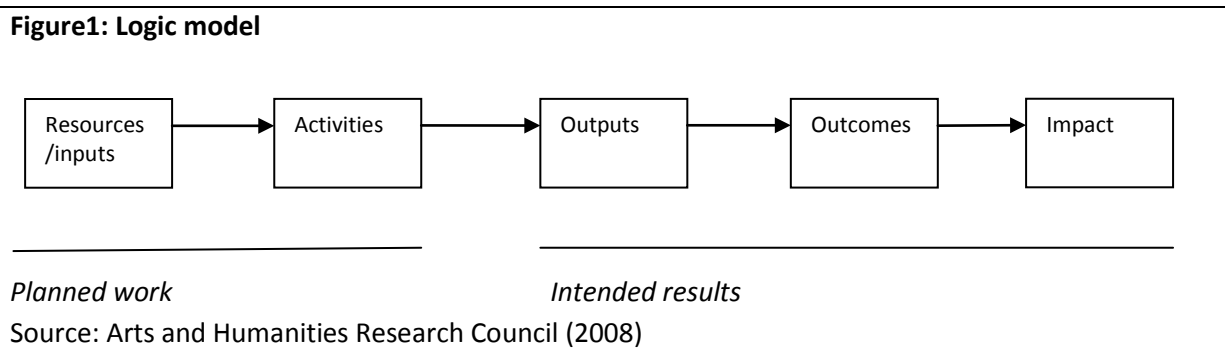 Figure1: Logic model
Resources
/inputs
Activities
Outputs
Outcomes
Impact
Planned work
Intended results
Source: Arts and Humanities Research Council (2008)